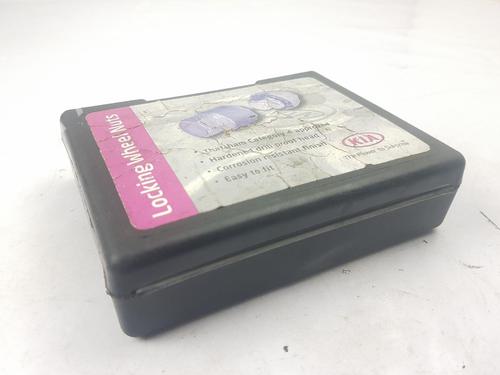 Locking Wheel Nuts
• Thatcham Category 4 approved
• Hardened drill proof head
• Corrosion resistant finish
• Easy to fit
KIA
The Power to Surprise